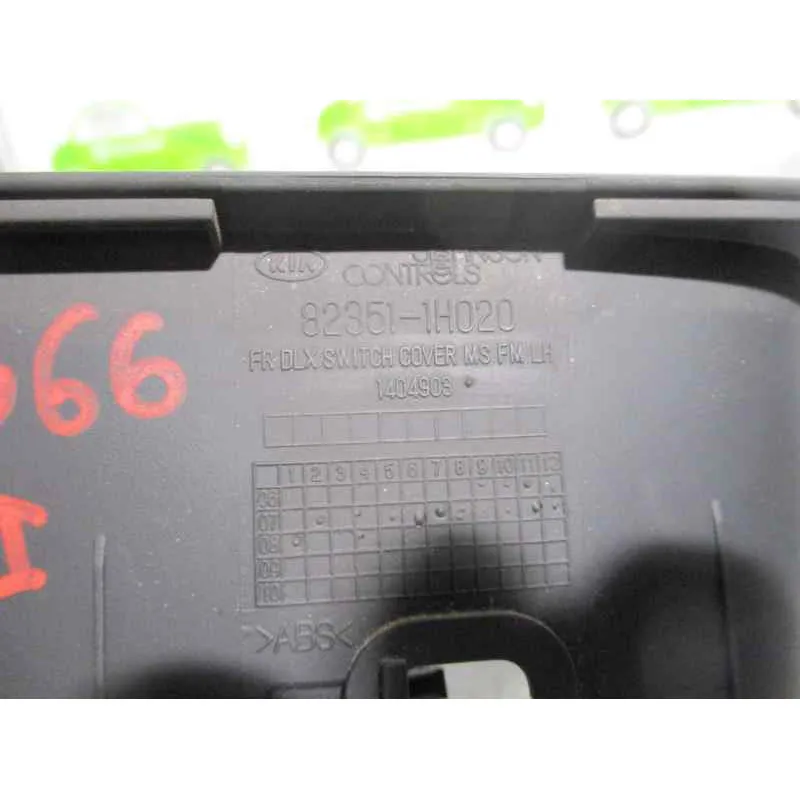 KIA JOHNSON
CONTROLS
82351-1H020
FR DLX SWITCH COVER MS FM LH
1404903
1 2 3 4 5 6 7 8 9 10 11 12
06
07
08
09
10
>ABS<
666
I